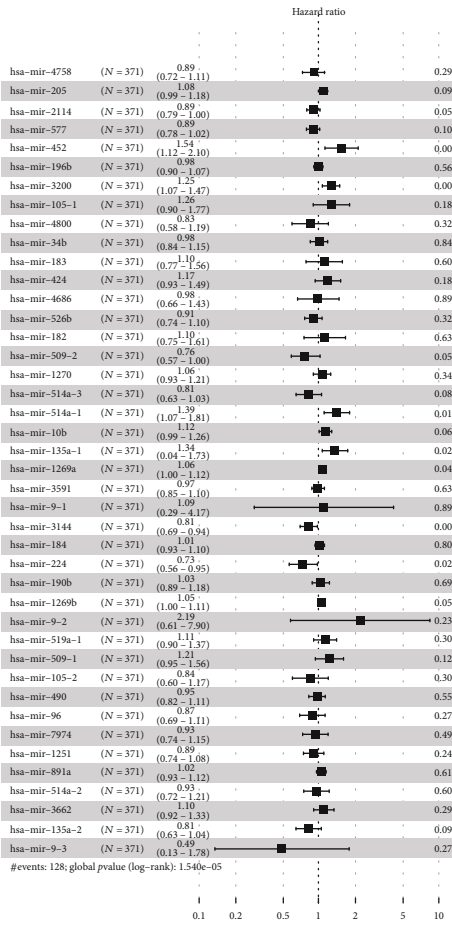 Hazard ratio
hsa−mir−4758 (N = 371) 0.89 (0.72 − 1.11) 0.29
hsa−mir−205 (N = 371) 1.08 (0.99 − 1.18) 0.09
hsa−mir−2114 (N = 371) 0.89 (0.79 − 1.00) 0.05
hsa−mir−577 (N = 371) 0.89 (0.78 − 1.02) 0.10
hsa−mir−452 (N = 371) 1.54 (1.12 − 2.10) 0.00
hsa−mir−196b (N = 371) 0.98 (0.90 − 1.07) 0.56
hsa−mir−3200 (N = 371) 1.25 (1.07 − 1.47) 0.00
hsa−mir−105−1 (N = 371) 1.26 (0.90 − 1.77) 0.18
hsa−mir−4800 (N = 371) 0.83 (0.58 − 1.19) 0.32
hsa−mir−34b (N = 371) 0.98 (0.84 − 1.15) 0.84
hsa−mir−183 (N = 371) 1.10 (0.77 − 1.56) 0.60
hsa−mir−424 (N = 371) 1.17 (0.93 − 1.49) 0.18
hsa−mir−4686 (N = 371) 0.98 (0.66 − 1.43) 0.89
hsa−mir−526b (N = 371) 0.91 (0.74 − 1.10) 0.32
hsa−mir−182 (N = 371) 1.10 (0.75 − 1.61) 0.63
hsa−mir−509−2 (N = 371) 0.76 (0.57 − 1.00) 0.05
hsa−mir−1270 (N = 371) 1.06 (0.93 − 1.21) 0.34
hsa−mir−514a−3 (N = 371) 0.81 (0.63 − 1.03) 0.08
hsa−mir−514a−1 (N = 371) 1.39 (1.07 − 1.81) 0.01
hsa−mir−10b (N = 371) 1.12 (0.99 − 1.26) 0.06
hsa−mir−135a−1 (N = 371) 1.34 (0.04 − 1.73) 0.02
hsa−mir−1269a (N = 371) 1.06 (1.00 − 1.12) 0.04
hsa−mir−3591 (N = 371) 0.97 (0.85 − 1.10) 0.63
hsa−mir−9−1 (N = 371) 1.09 (0.29 − 4.17) 0.89
hsa−mir−3144 (N = 371) 0.81 (0.69 − 0.94) 0.00
hsa−mir−184 (N = 371) 1.01 (0.93 − 1.10) 0.80
hsa−mir−224 (N = 371) 0.73 (0.56 − 0.95) 0.02
hsa−mir−190b (N = 371) 1.03 (0.89 − 1.18) 0.69
hsa−mir−1269b (N = 371) 1.05 (1.00 − 1.11) 0.05
hsa−mir−9−2 (N = 371) 2.19 (0.61 − 7.90) 0.23
hsa−mir−519a−1 (N = 371) 1.11 (0.90 − 1.37) 0.30
hsa−mir−509−1 (N = 371) 1.21 (0.95 − 1.56) 0.12
hsa−mir−105−2 (N = 371) 0.84 (0.60 − 1.17) 0.30
hsa−mir−490 (N = 371) 0.95 (0.82 − 1.11) 0.55
hsa−mir−96 (N = 371) 0.87 (0.69 − 1.11) 0.27
hsa−mir−7974 (N = 371) 0.93 (0.74 − 1.15) 0.49
hsa−mir−1251 (N = 371) 0.89 (0.74 − 1.08) 0.24
hsa−mir−891a (N = 371) 1.02 (0.93 − 1.12) 0.61
hsa−mir−514a−2 (N = 371) 0.93 (0.72 − 1.21) 0.60
hsa−mir−3662 (N = 371) 1.10 (0.92 − 1.33) 0.29
hsa−mir−135a−2 (N = 371) 0.81 (0.63 − 1.04) 0.09
hsa−mir−9−3 (N = 371) 0.49 (0.13 − 1.78) 0.27
#events: 128; global pvalue (log−rank): 1.540e−05
0.1 0.2 0.5 1 2 5 10